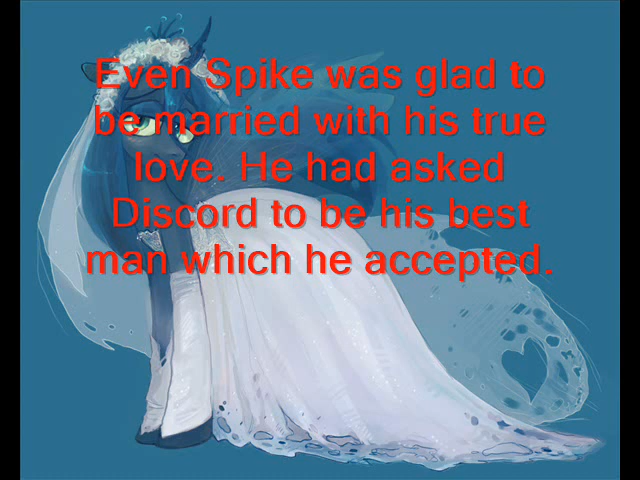 Even Spike was glad to
be married with his true
love. He had asked
Discord to be his best
man which he accepted.